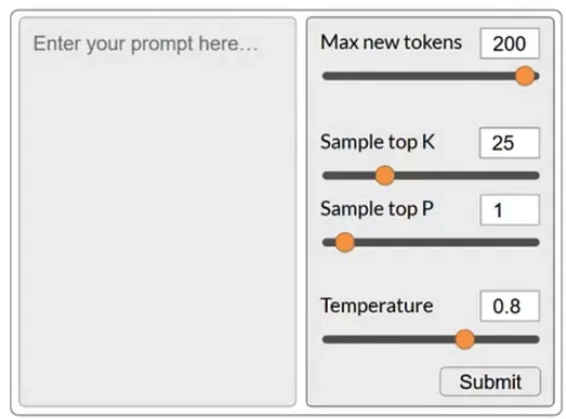 Enter your prompt here…
Max new tokens 200
Sample top K 25
Sample top P 1
Temperature 0.8
Submit